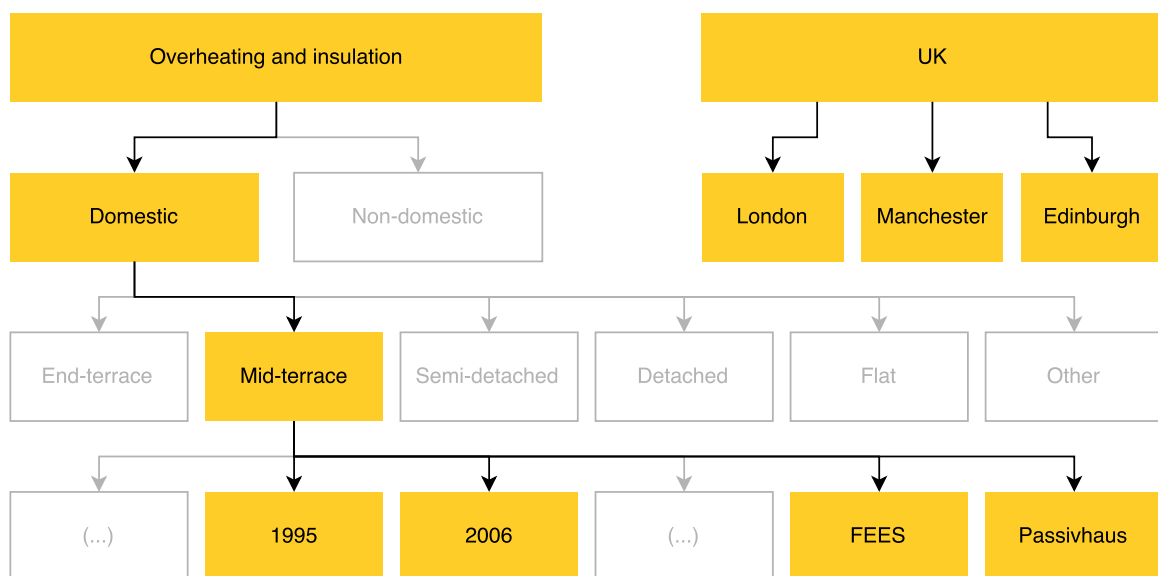 Overheating and insulation
UK
Domestic
Non-domestic
London
Manchester
Edinburgh
End-terrace
Mid-terrace
Semi-detached
Detached
Flat
Other
(...)
1995
2006
(...)
FEES
Passivhaus